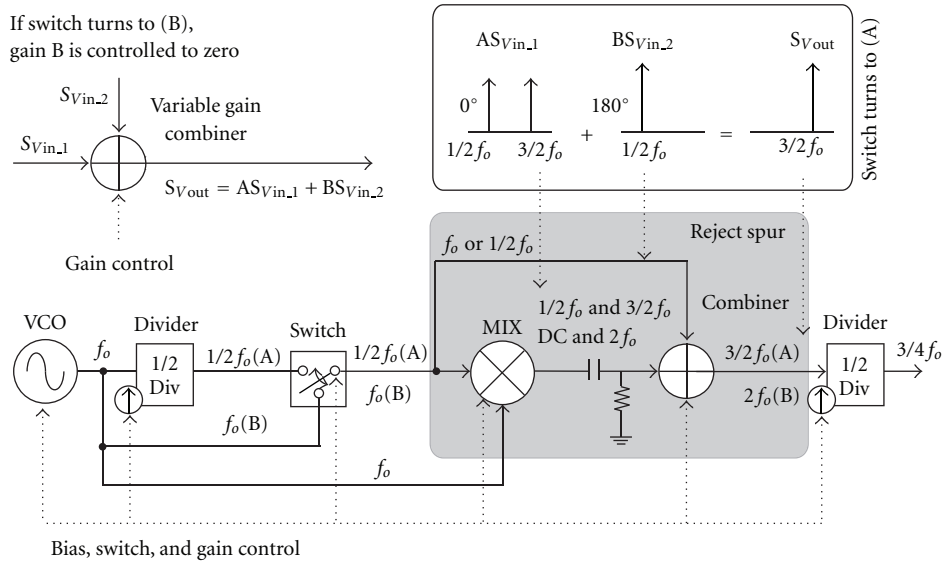 If switch turns to (B),
gain B is controlled to zero
S_Vin_2
Variable gain
combiner
S_Vin_1
S_Vout = AS_Vin_1 + BS_Vin_2
Gain control
AS_Vin_1
BS_Vin_2
S_Vout
0°
180°
+
=
1/2 f_o
3/2 f_o
1/2 f_o
3/2 f_o
Switch turns to (A)
Reject spur
f_o or 1/2 f_o
1/2 f_o and 3/2 f_o
DC and 2 f_o
Combiner
MIX
VCO
f_o
Divider
1/2
Div
1/2 f_o(A)
Switch
1/2 f_o(A)
f_o(B)
f_o(B)
f_o
3/2 f_o(A)
2 f_o(B)
Divider
1/2
Div
3/4 f_o
Bias, switch, and gain control